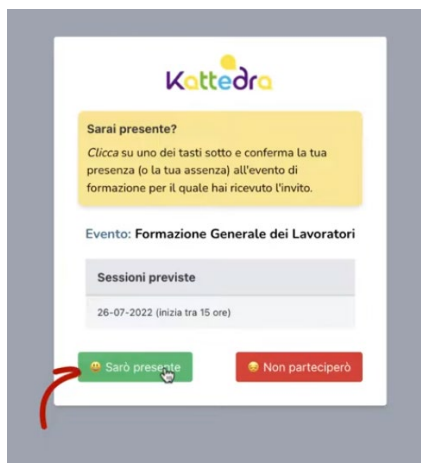 Kattedra
Sarai presente?
Clicca su uno dei tasti sotto e conferma la tua
presenza (o la tua assenza) all'evento di
formazione per il quale hai ricevuto l'invito.
Evento: Formazione Generale dei Lavoratori
Sessioni previste
26-07-2022 (inizia tra 15 ore)
Sarò presente
Non parteciperò